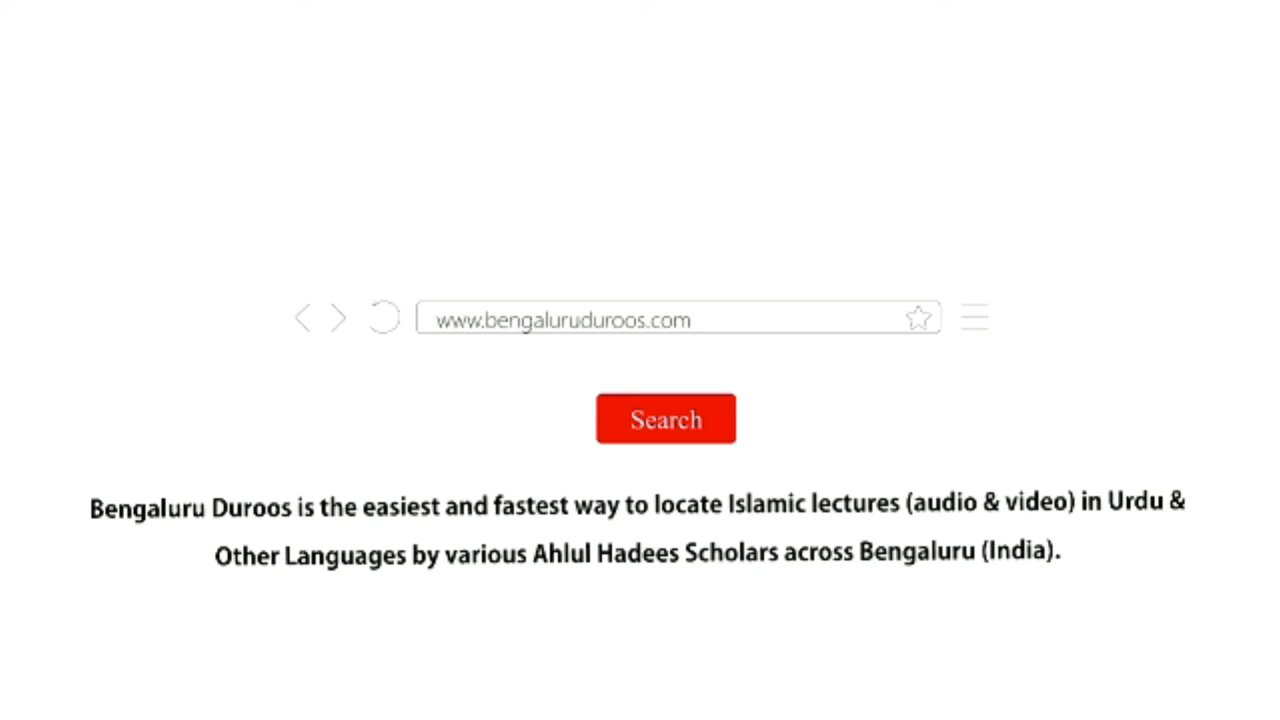 www.bengaluruduroos.com
Search
Bengaluru Duroos is the easiest and fastest way to locate Islamic lectures (audio & video) in Urdu &
Other Languages by various Ahlul Hadees Scholars across Bengaluru (India).